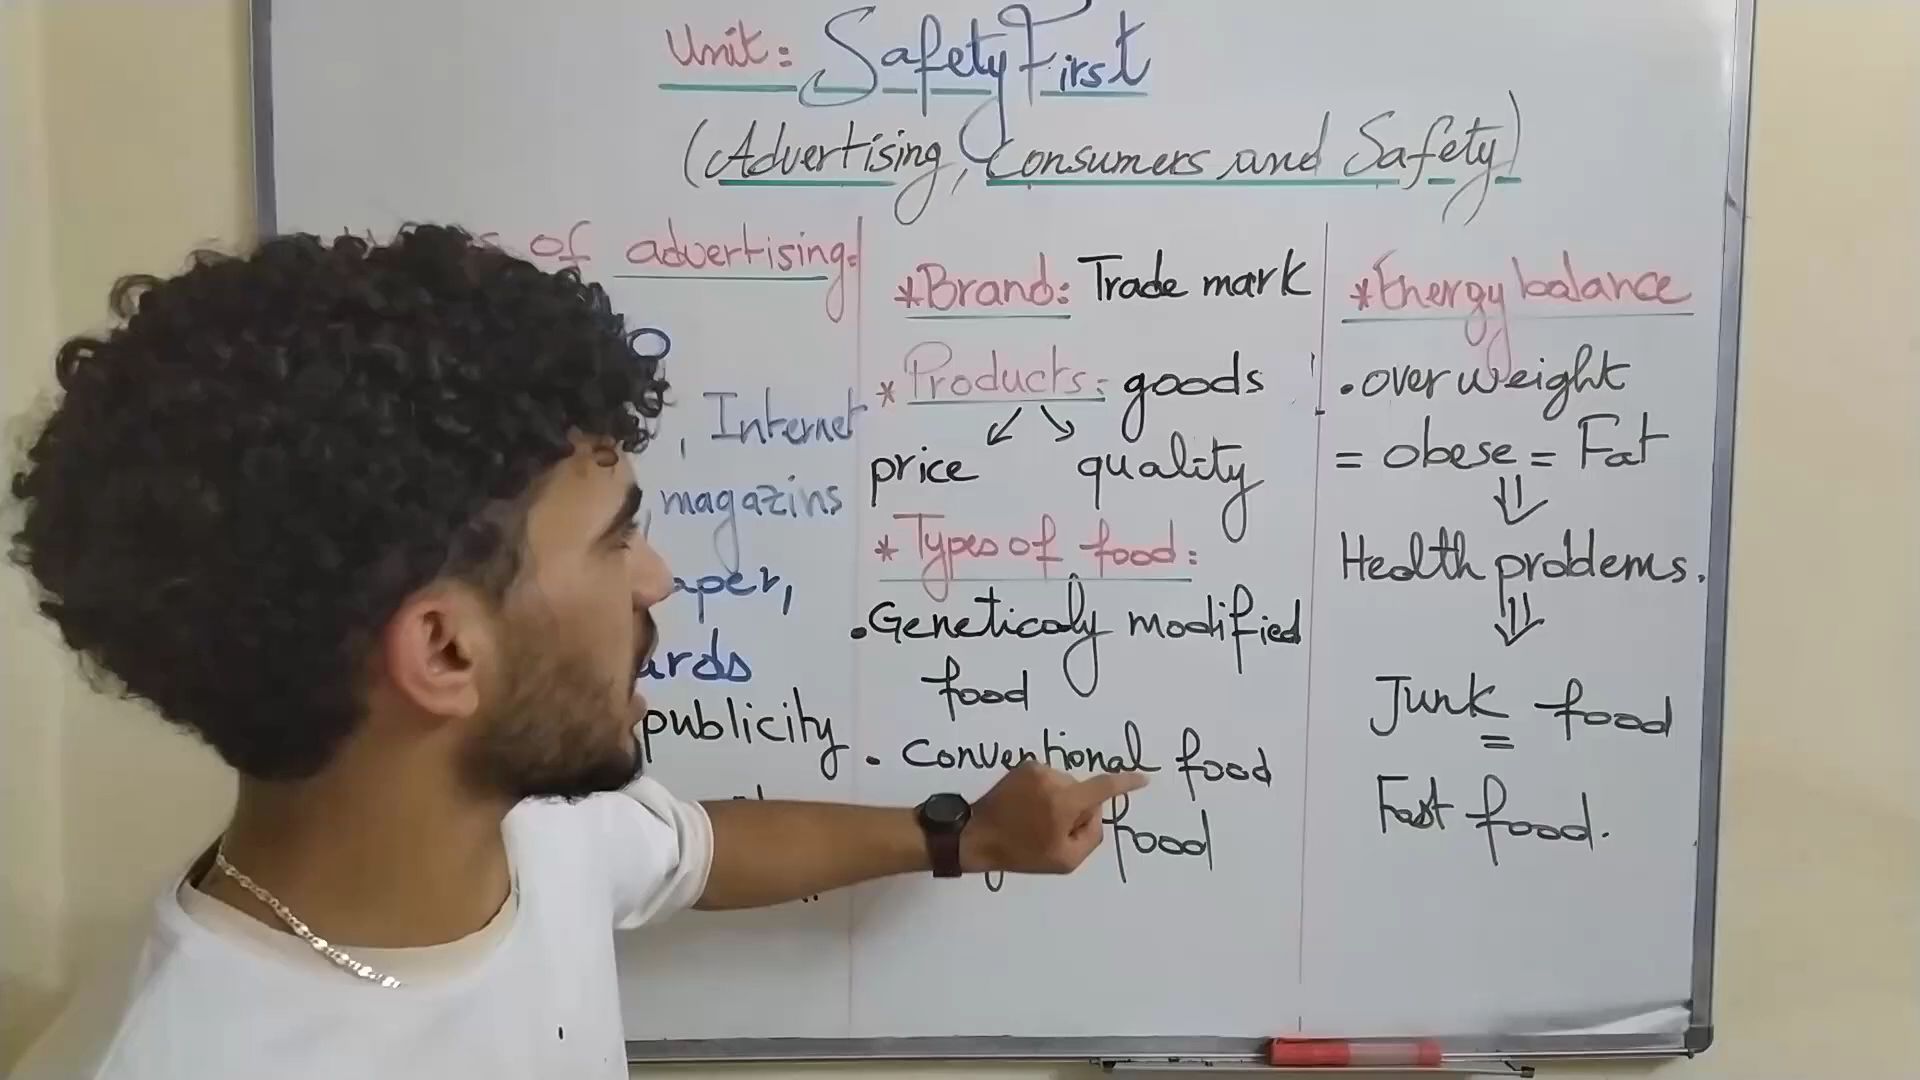 Unit: Safety First
(Advertising, Consumers and Safety)
of advertising:
, Internet
, magazins
aper,
ards
publicity
*Brand: Trade mark
* Products: goods
price quality
* Types of food:
. Geneticaly modified
food
. Conventional food
food
*Energy balance
. over weight
= obese = Fat
Health problems.
Junk food
=
Fast food.